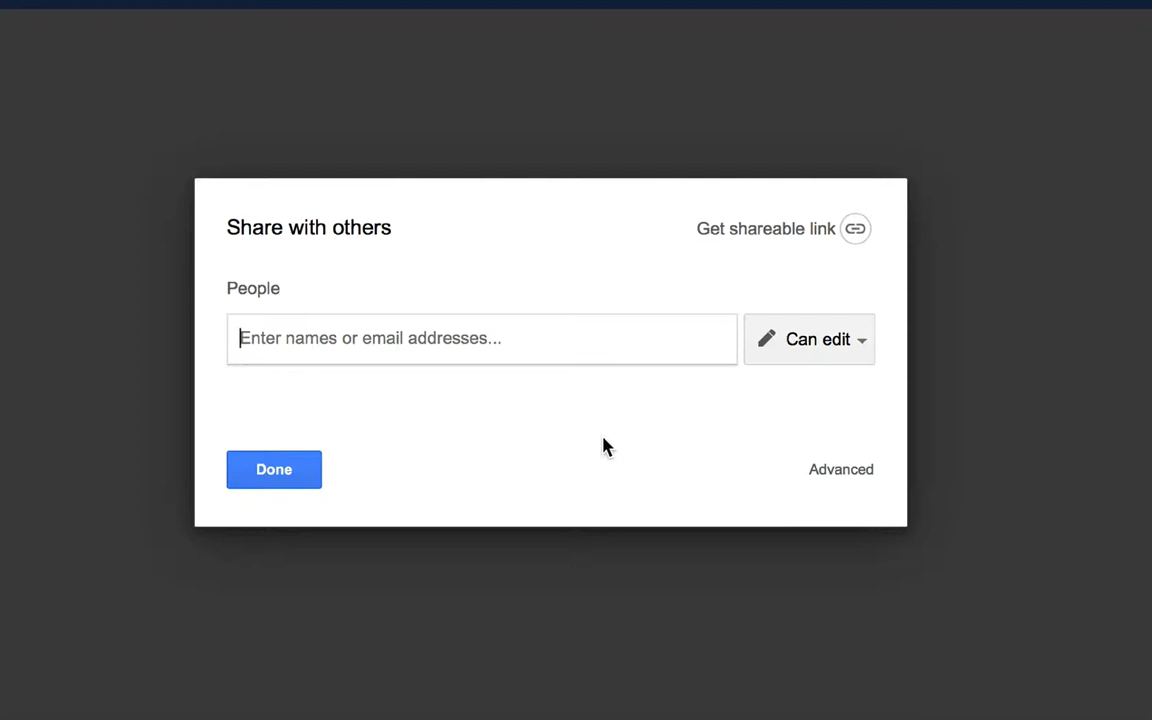 Share with others
Get shareable link
People
Enter names or email addresses...
Can edit
Done
Advanced